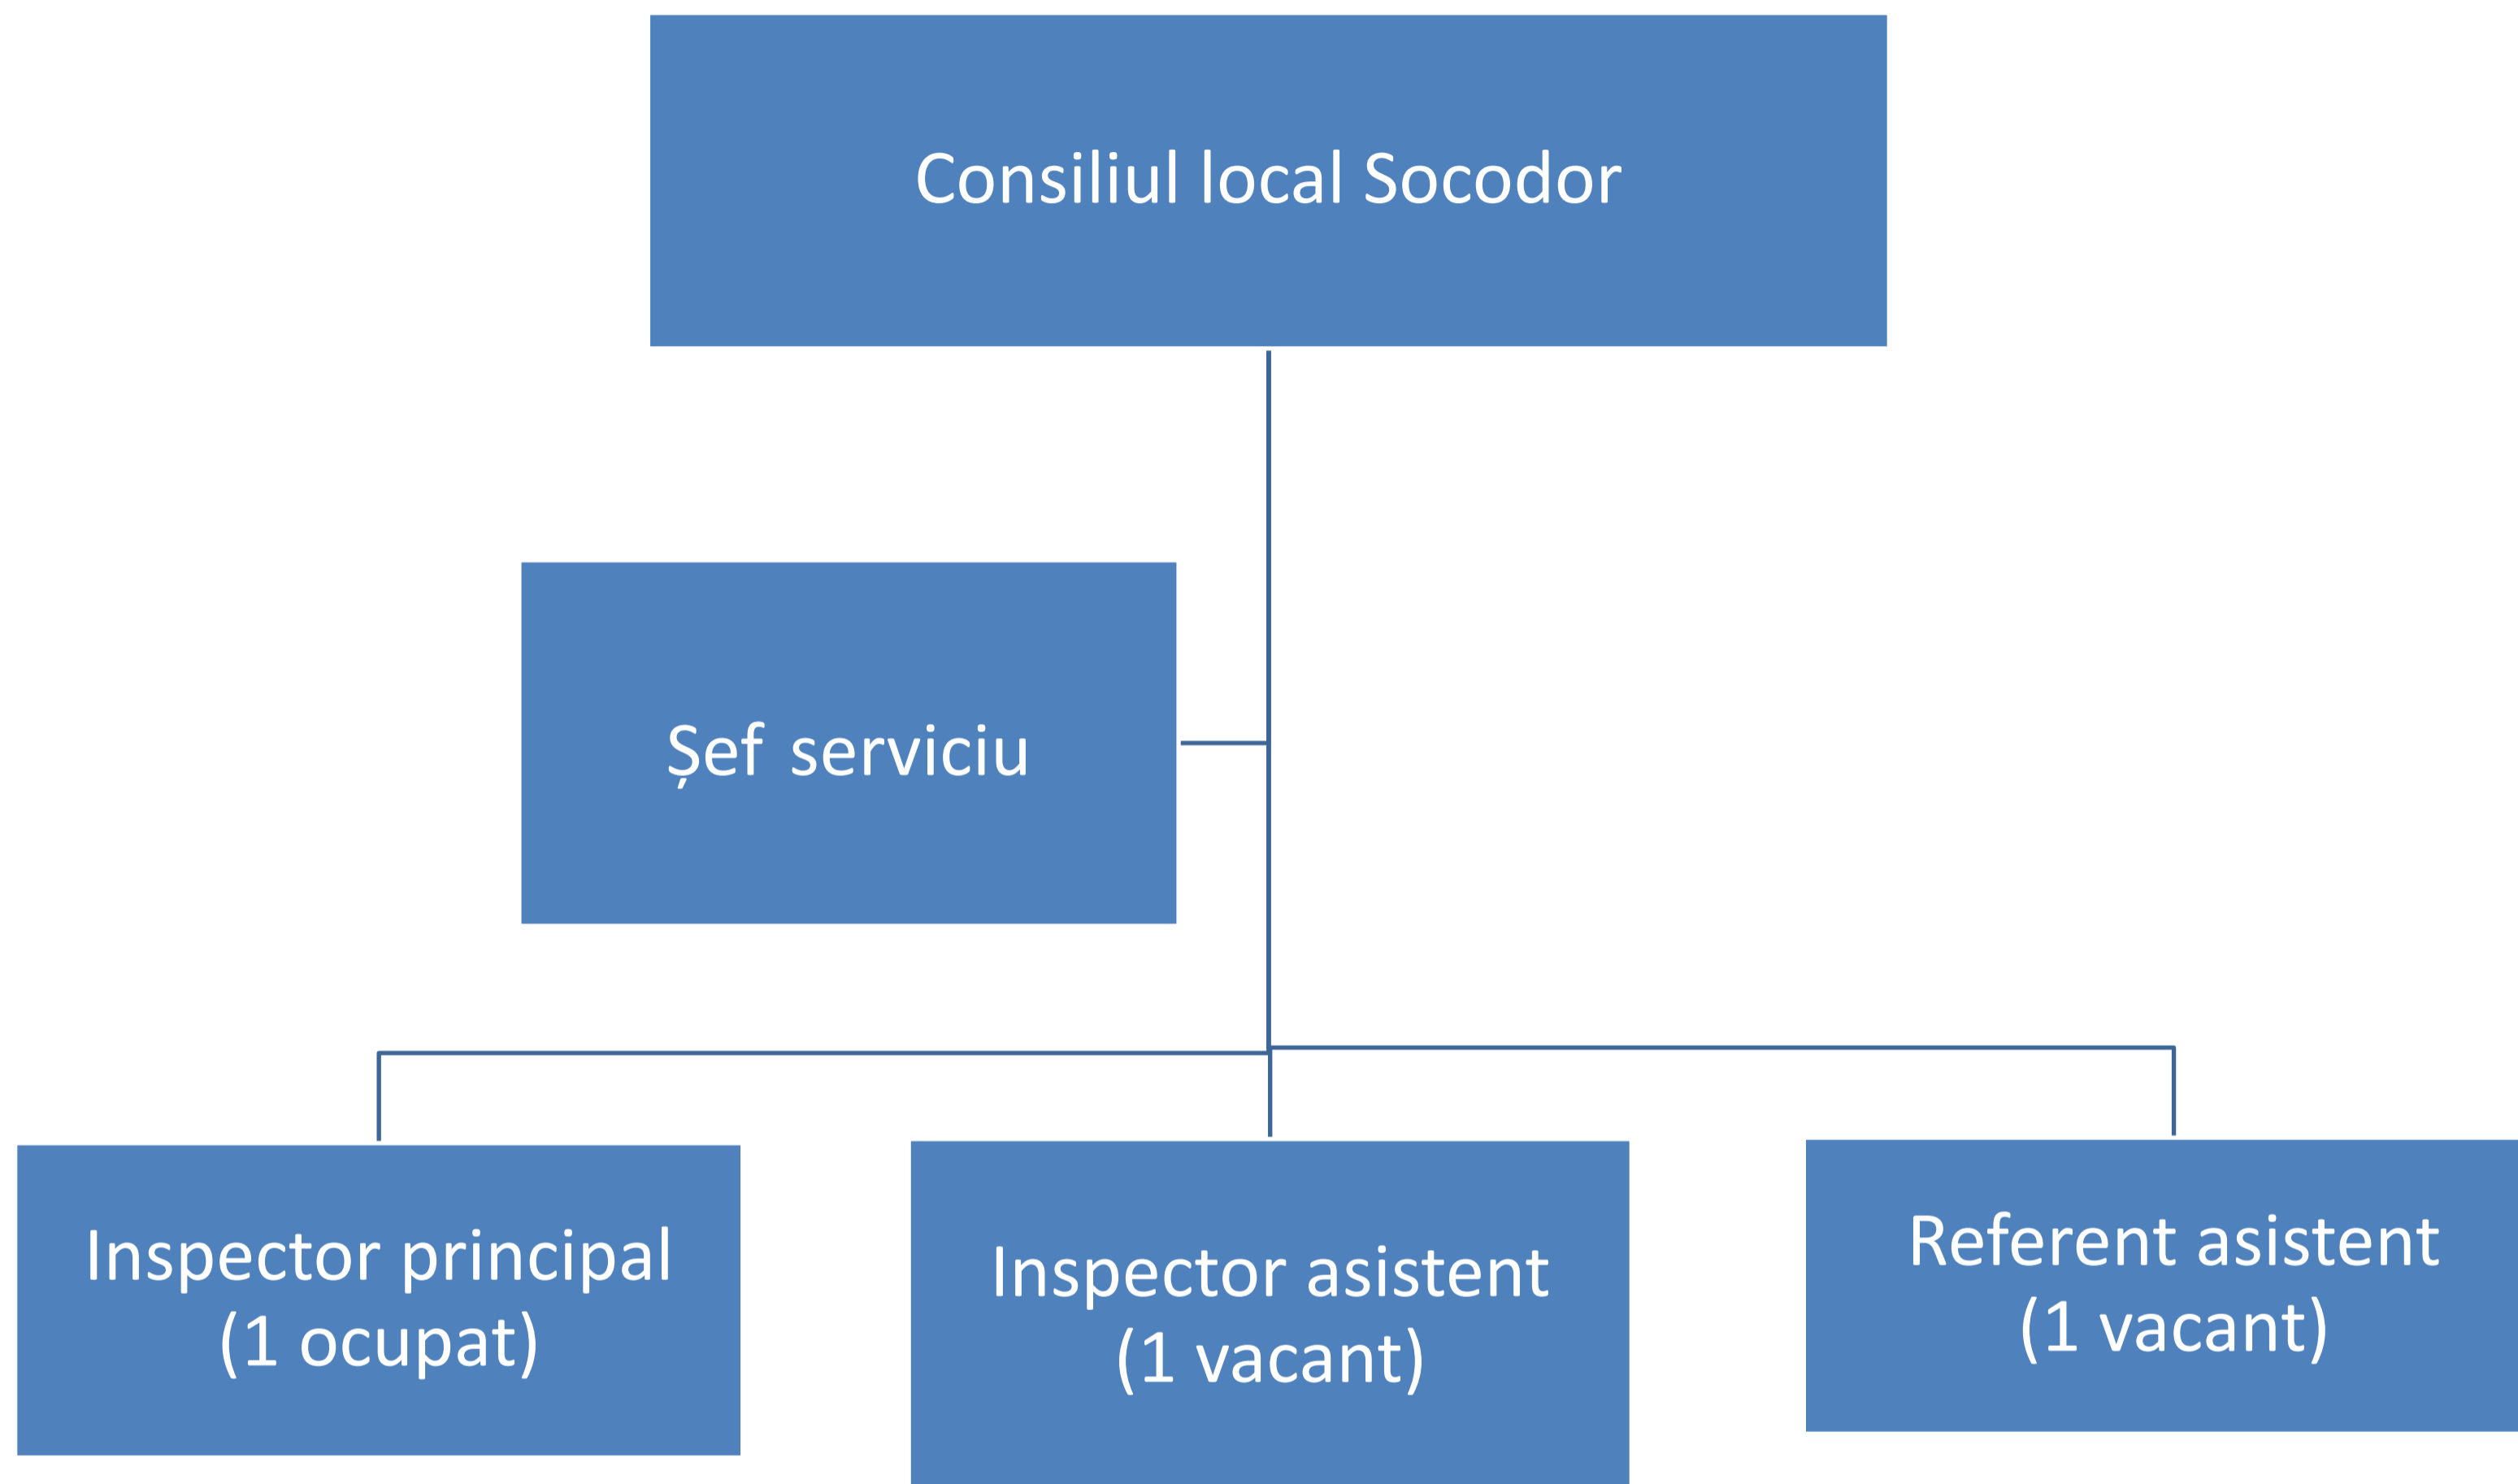 Consiliul local Socodor
Șef serviciu
Inspector principal
(1 ocupat)
Inspector asistent
(1 vacant)
Referent asistent
(1 vacant)